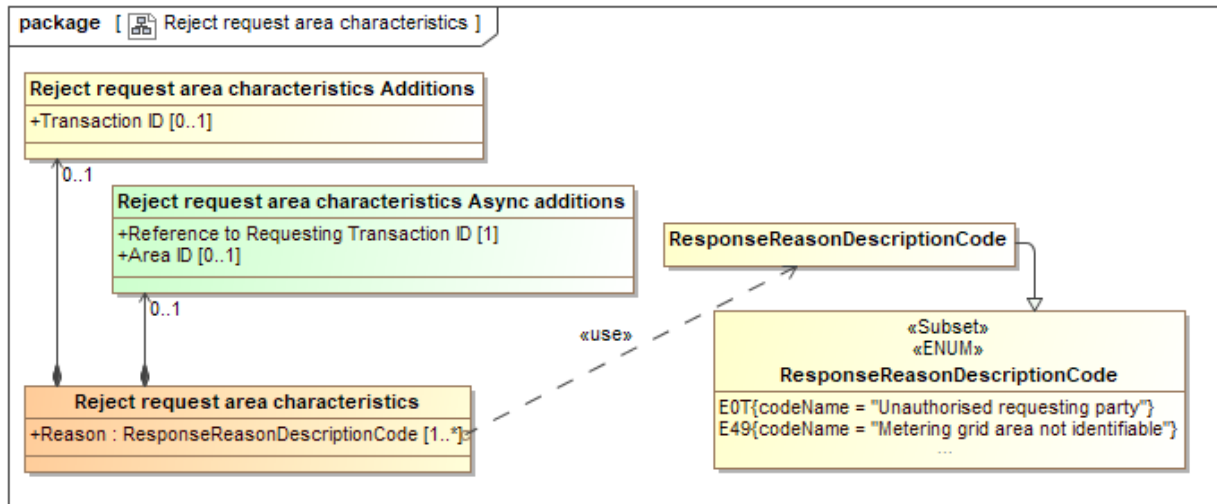 package [ Reject request area characteristics ]
Reject request area characteristics Additions
+Transaction ID [0..1]
0..1
Reject request area characteristics Async additions
+Reference to Requesting Transaction ID [1]
+Area ID [0..1]
0..1
ResponseReasonDescriptionCode
«use»
«Subset»
«ENUM»
ResponseReasonDescriptionCode
E0T{codeName = "Unauthorised requesting party"}
E49{codeName = "Metering grid area not identifiable"}
...
Reject request area characteristics
+Reason : ResponseReasonDescriptionCode [1..*]